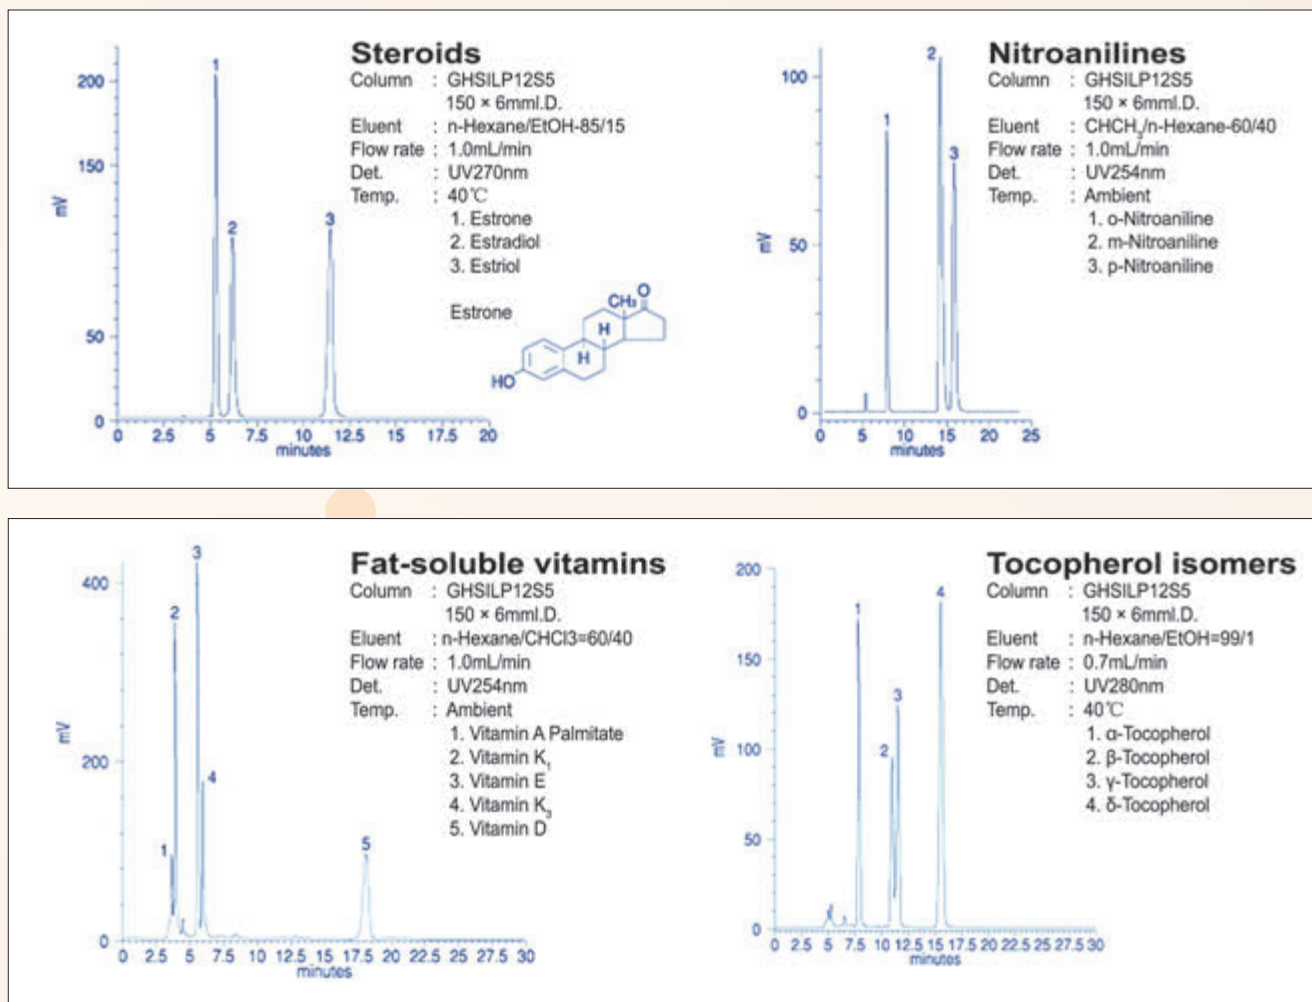 Steroids
Column : GHSILP12S5
150 × 6mmI.D.
Eluent : n-Hexane/EtOH-85/15
Flow rate : 1.0mL/min
Det. : UV270nm
Temp. : 40℃
1. Estrone
2. Estradiol
3. Estriol
Estrone
CH₃
O
H
H
HO
mV
200
150
50
0
1
2
3
0 2.5 5 7.5 10 12.5 15 17.5 20
minutes
Nitroanilines
Column : GHSILP12S5
150 × 6mmI.D.
Eluent : CHCH₃/n-Hexane-60/40
Flow rate : 1.0mL/min
Det. : UV254nm
Temp. : Ambient
1. o-Nitroaniline
2. m-Nitroaniline
3. p-Nitroaniline
mV
100
50
0
1
2
3
0 5 10 15 20 25
minutes
Fat-soluble vitamins
Column : GHSILP12S5
150 × 6mmI.D.
Eluent : n-Hexane/CHCl3=60/40
Flow rate : 1.0mL/min
Det. : UV254nm
Temp. : Ambient
1. Vitamin A Palmitate
2. Vitamin K₁
3. Vitamin E
4. Vitamin K₃
5. Vitamin D
mV
400
200
0
1
2
3
4
5
0 2.5 5 7.5 10 12.5 15 17.5 20 22.5 25 27.5 30
minutes
Tocopherol isomers
Column : GHSILP12S5
150 × 6mmI.D.
Eluent : n-Hexane/EtOH=99/1
Flow rate : 0.7mL/min
Det. : UV280nm
Temp. : 40℃
1. α-Tocopherol
2. β-Tocopherol
3. γ-Tocopherol
4. δ-Tocopherol
mV
200
150
100
50
0
1
2
3
4
0 2.5 5 7.5 10 12.5 15 17.5 20 22.5 25 27.5 30
minutes